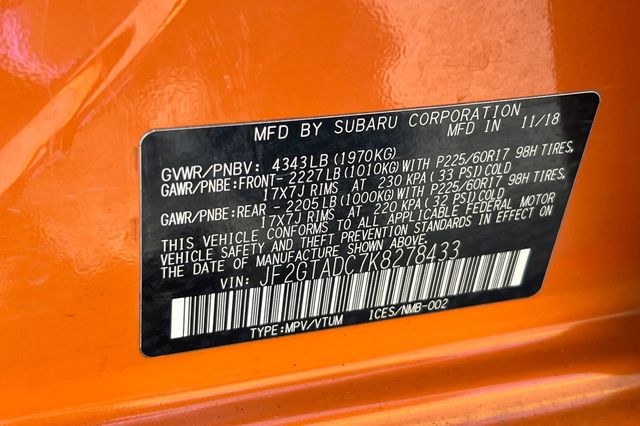 MFD BY SUBARU CORPORATION
MFD IN 11/18
GVWR/PNBV: 4343LB (1970KG)
GAWR/PNBE:FRONT-2227LB (1010KG) WITH P225/60R17 98H TIRES,
17X7J RIMS AT 230 KPA (33 PSI) COLD
GAWR/PNBE:REAR -2205LB (1000KG) WITH P225/60R17 98H TIRES,
17X7J RIMS AT 220 KPA (32 PSI) COLD
THIS VEHICLE CONFORMS TO ALL APPLICABLE FEDERAL MOTOR
VEHICLE SAFETY AND THEFT PREVENTION STANDARDS IN EFFECT ON
THE DATE OF MANUFACTURE SHOWN ABOVE.
VIN: JF2GTADC7K8278433
TYPE:MPV/VTUM ICES/NMB-002